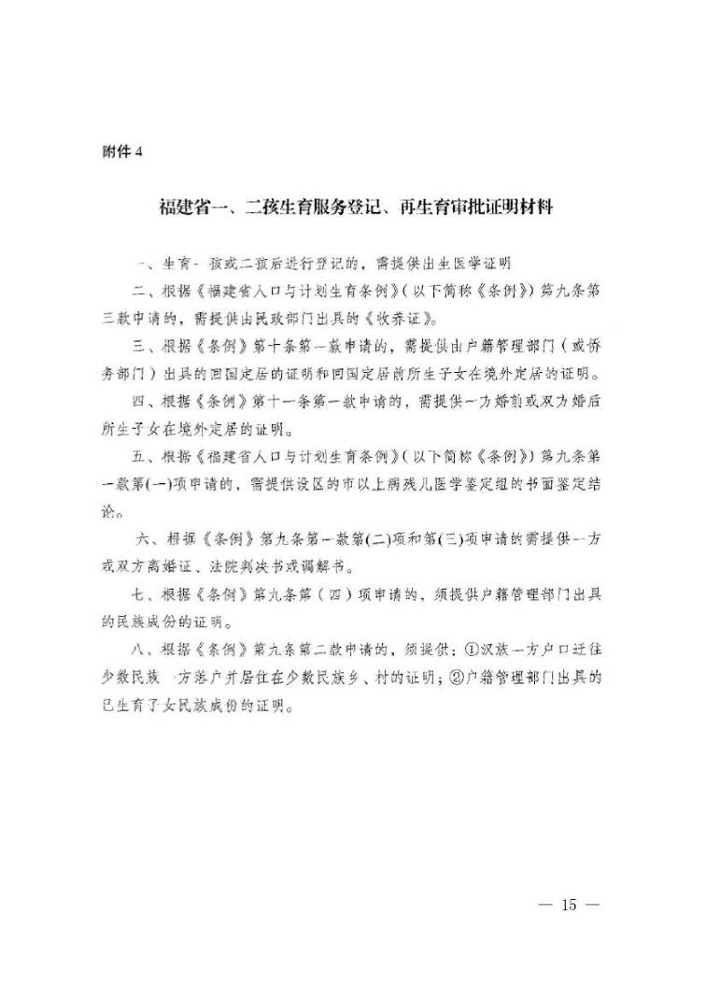 附件 4
福建省一、二孩生育服务登记、再生育审批证明材料
一、生育一孩或二孩后进行登记的，需提供出生医学证明
二、根据《福建省人口与计划生育条例》（以下简称《条例》）第九条第
三款申请的，需提供由民政部门出具的《收养证》。
三、根据《条例》第十条第一款申请的，需提供由户籍管理部门（或侨
务部门）出具的回国定居的证明和回国定居前所生子女在境外定居的证明。
四、根据《条例》第十一条第一款申请的，需提供一方婚前或双方婚后
所生子女在境外定居的证明。
五、根据《福建省人口与计划生育条例》（以下简称《条例》）第九条第
一款第(一)项申请的，需提供设区的市以上病残儿医学鉴定组的书面鉴定结
论。
六、根据《条例》第九条第一款第(二)项和第(三)项申请的需提供一方
或双方离婚证、法院判决书或调解书。
七、根据《条例》第九条第（四）项申请的，须提供户籍管理部门出具
的民族成份的证明。
八、根据《条例》第九条第二款申请的，须提供：①汉族一方户口迁往
少数民族一方落户并居住在少数民族乡、村的证明；②户籍管理部门出具的
已生育子女民族成份的证明。
— 15 —